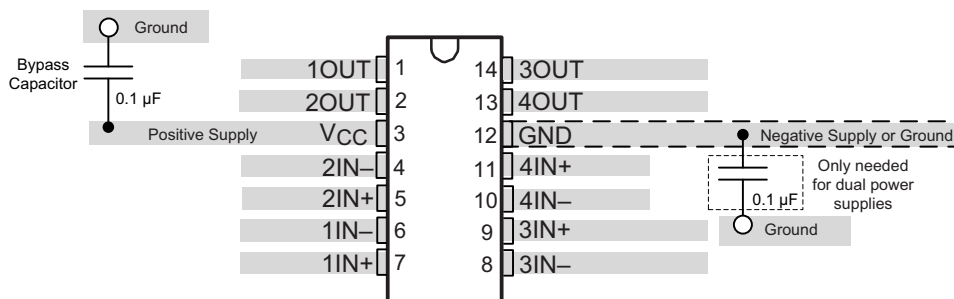 Ground
Bypass
Capacitor
0.1 µF
Positive Supply
1OUT 1 14 3OUT
2OUT 2 13 4OUT
VCC 3 12 GND
2IN– 4 11 4IN+
2IN+ 5 10 4IN–
1IN– 6 9 3IN+
1IN+ 7 8 3IN–
Negative Supply or Ground
Only needed
for dual power
supplies
0.1 µF
Ground